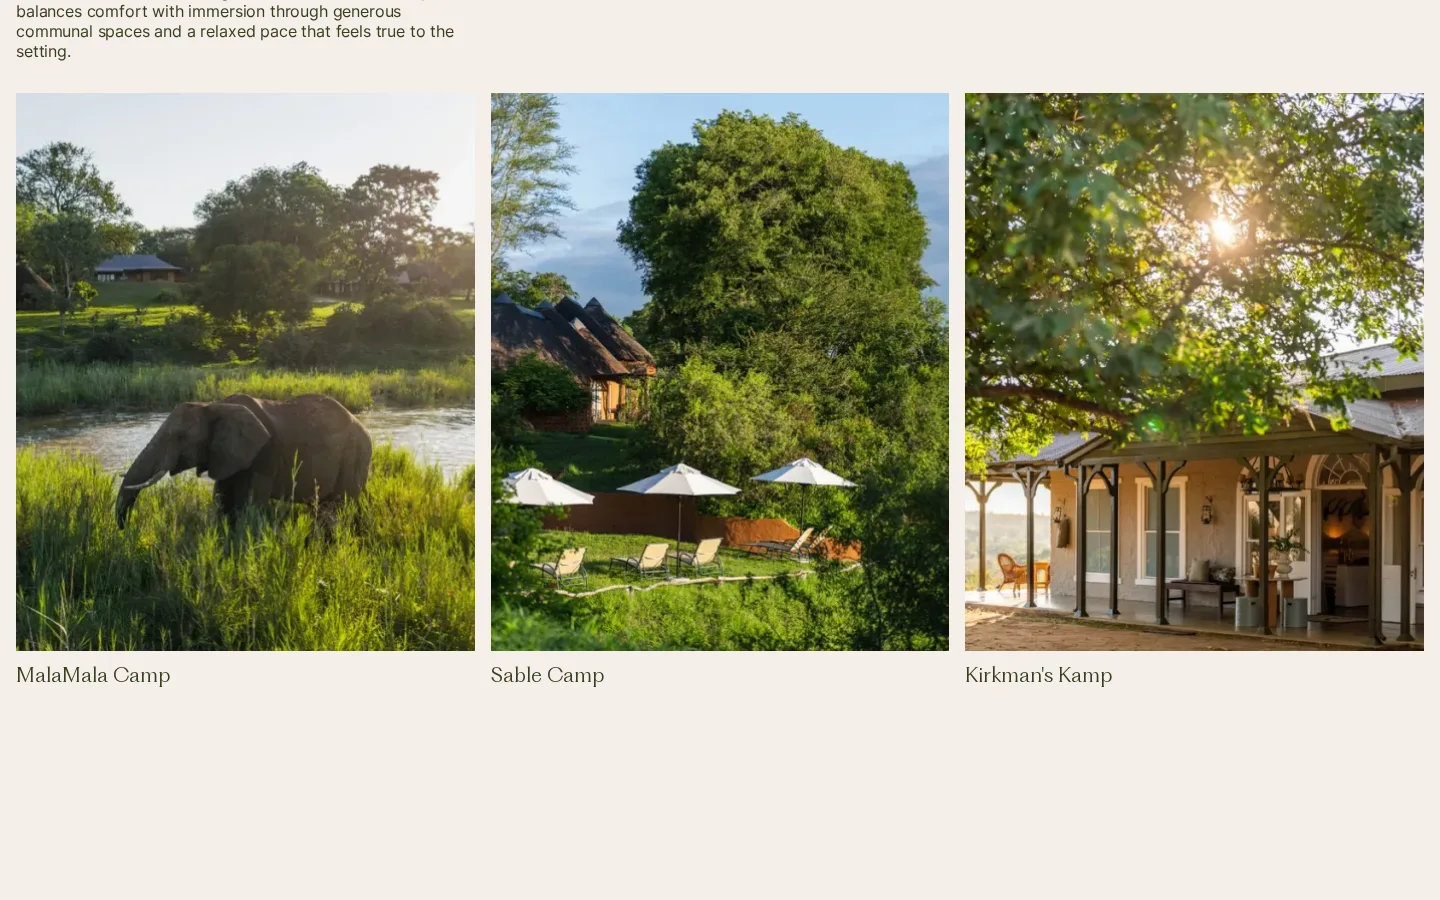 balances comfort with immersion through generous
communal spaces and a relaxed pace that feels true to the
setting.
MalaMala Camp
Sable Camp
Kirkman's Kamp